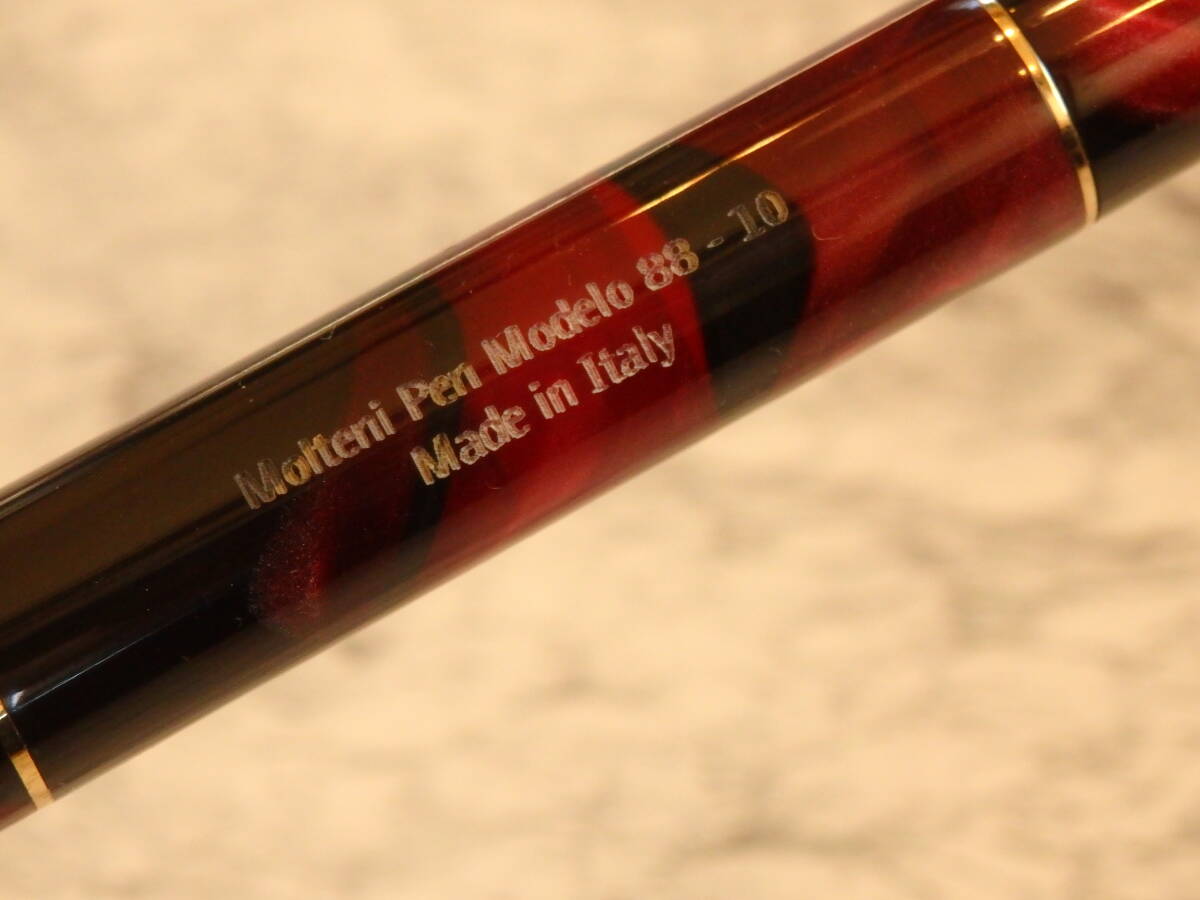 Molteni Pen Modelo 88 - 10
Made in Italy